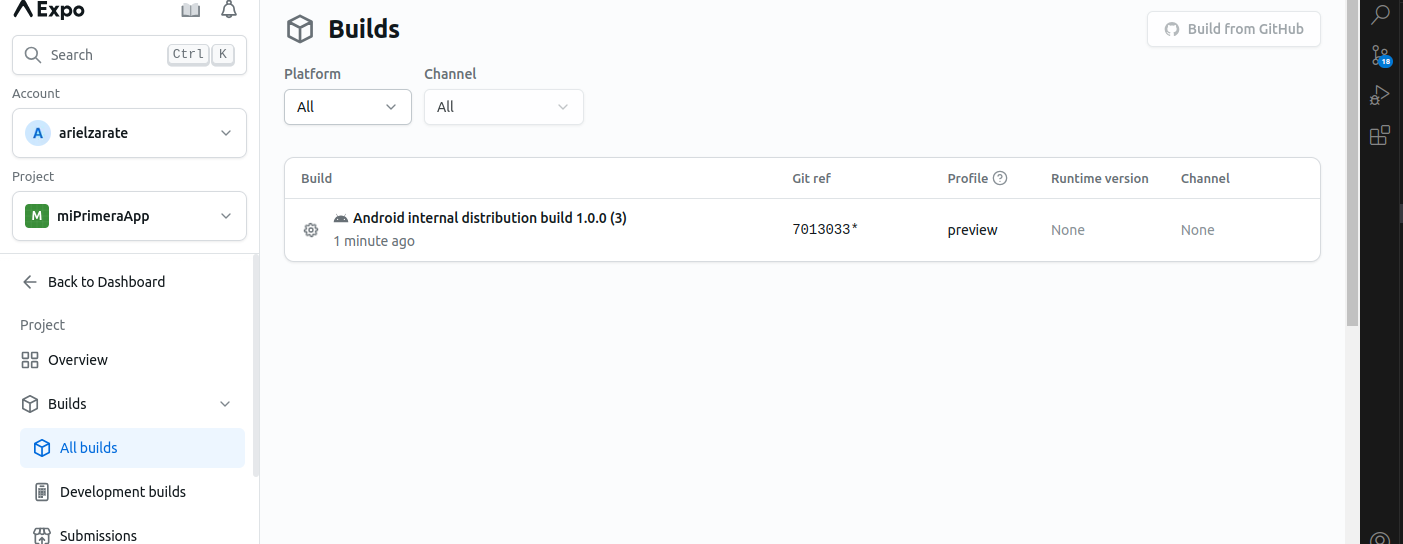 Expo
Search Ctrl K
Account
A arielzarate
Project
M miPrimeraApp
Back to Dashboard
Project
Overview
Builds
All builds
Development builds
Submissions
Builds
Build from GitHub
Platform Channel
All All
Build Git ref Profile ? Runtime version Channel
Android internal distribution build 1.0.0 (3)
1 minute ago
7013033* preview None None
18